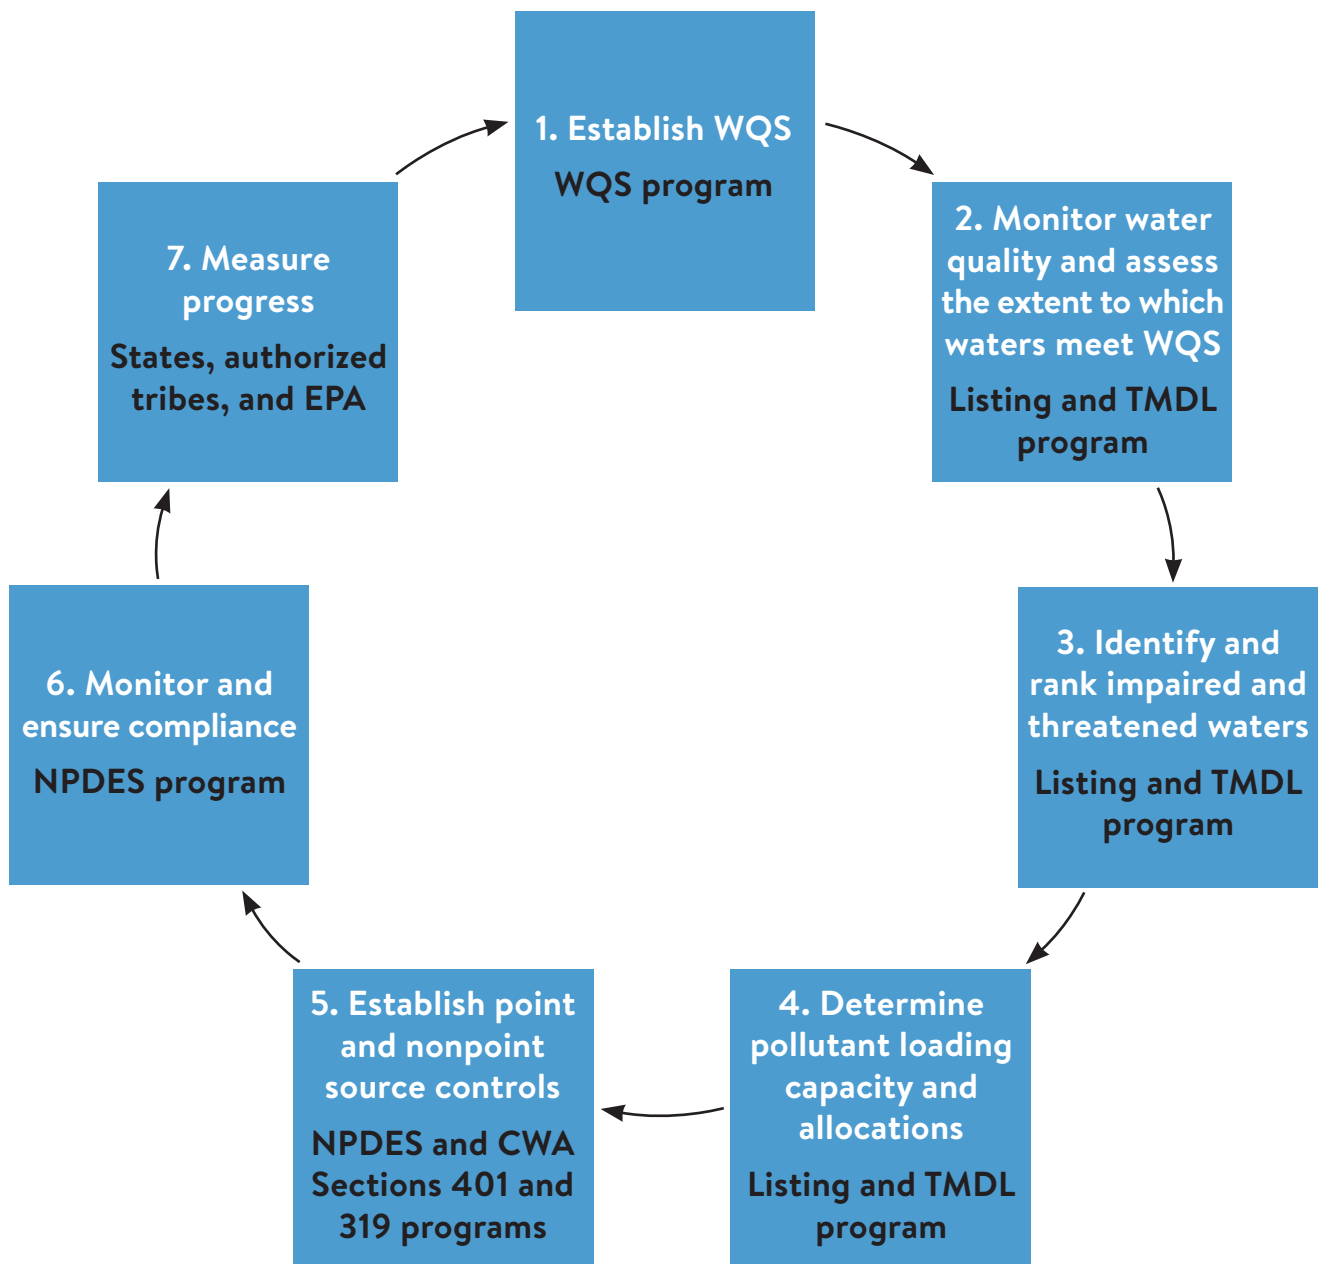 1. Establish WQS
WQS program
2. Monitor water
quality and assess
the extent to which
waters meet WQS
Listing and TMDL
program
3. Identify and
rank impaired and
threatened waters
Listing and TMDL
program
4. Determine
pollutant loading
capacity and
allocations
Listing and TMDL
program
5. Establish point
and nonpoint
source controls
NPDES and CWA
Sections 401 and
319 programs
6. Monitor and
ensure compliance
NPDES program
7. Measure
progress
States, authorized
tribes, and EPA